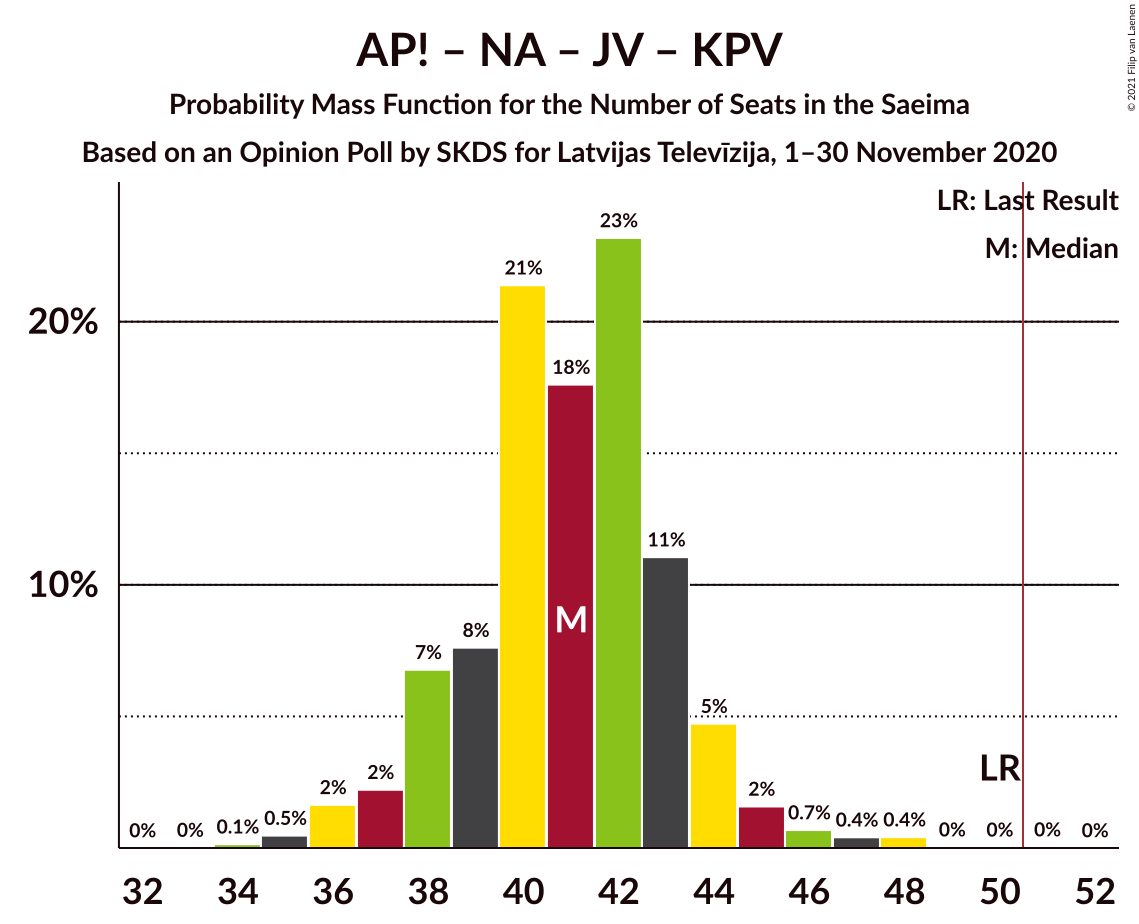 AP! – NA – JV – KPV
Probability Mass Function for the Number of Seats in the Saeima
Based on an Opinion Poll by SKDS for Latvijas Televīzija, 1–30 November 2020
© 2021 Filip van Laenen
LR: Last Result
M: Median
20%
10%
0% 0% 0.1% 0.5% 2% 2% 7% 8% 21% 18% 23% 11% 5% 2% 0.7% 0.4% 0.4% 0% 0% 0% 0%
M
LR
32 34 36 38 40 42 44 46 48 50 52